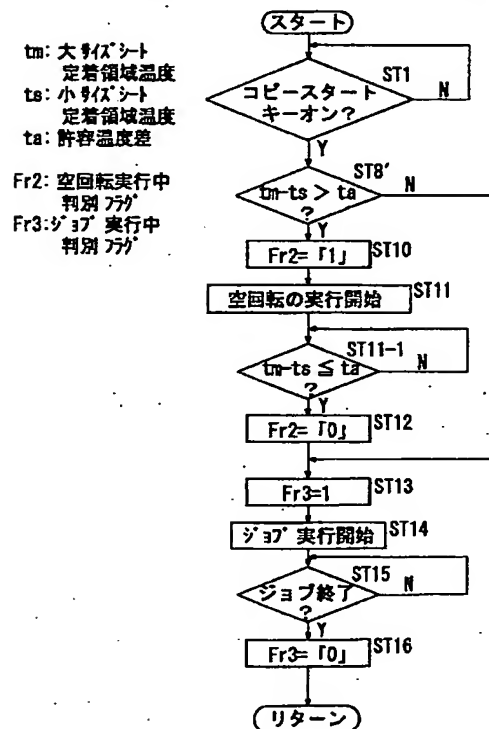 スタート
tm: 大サイズシート
定着領域温度
ts: 小サイズシート
定着領域温度
ta: 許容温度差
Fr2: 空回転実行中
判別フラグ
Fr3:ジョブ実行中
判別フラグ
コピースタート
キーオン?
ST1
N
Y
tm-ts > ta
?
ST8'
N
Y
Fr2=「1」
ST10
空回転の実行開始
ST11
tm-ts ≦ ta
?
ST11-1
N
Y
Fr2=「0」
ST12
Fr3=1
ST13
ジョブ実行開始
ST14
ジョブ終了
?
ST15
N
Y
Fr3=「0」
ST16
リターン